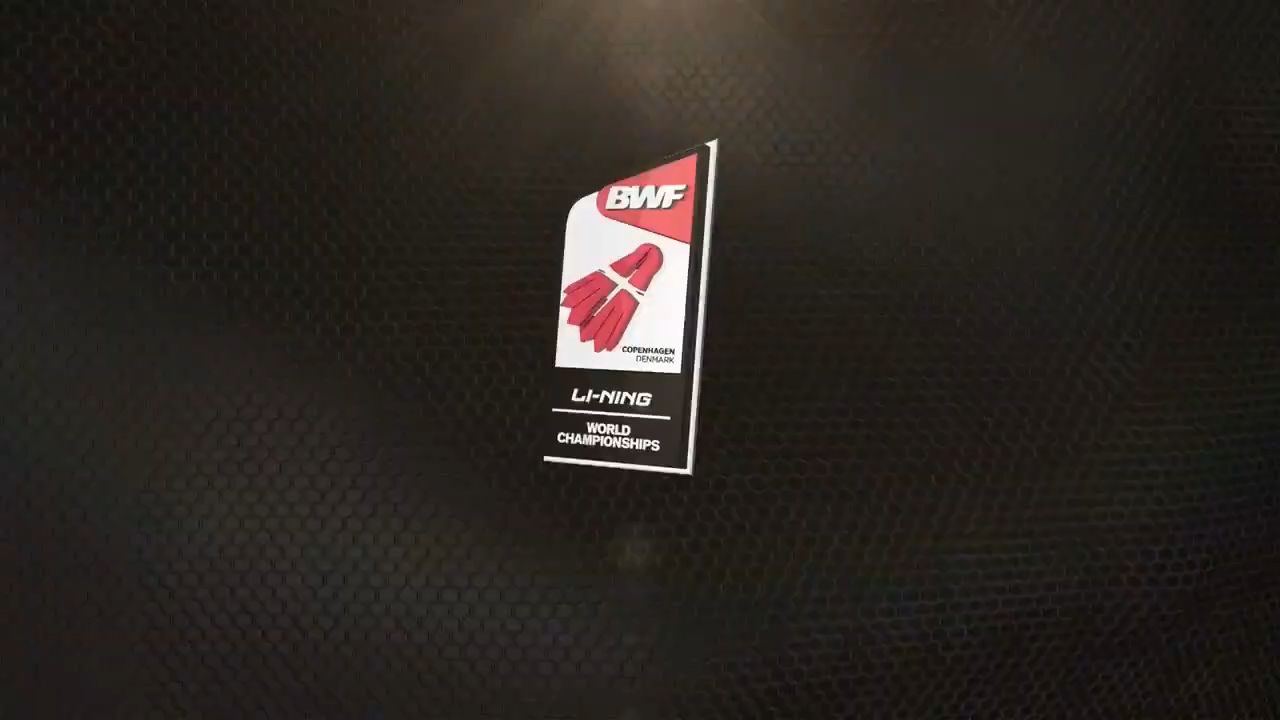 BWF
COPENHAGEN
DENMARK
LI-NING
WORLD
CHAMPIONSHIPS